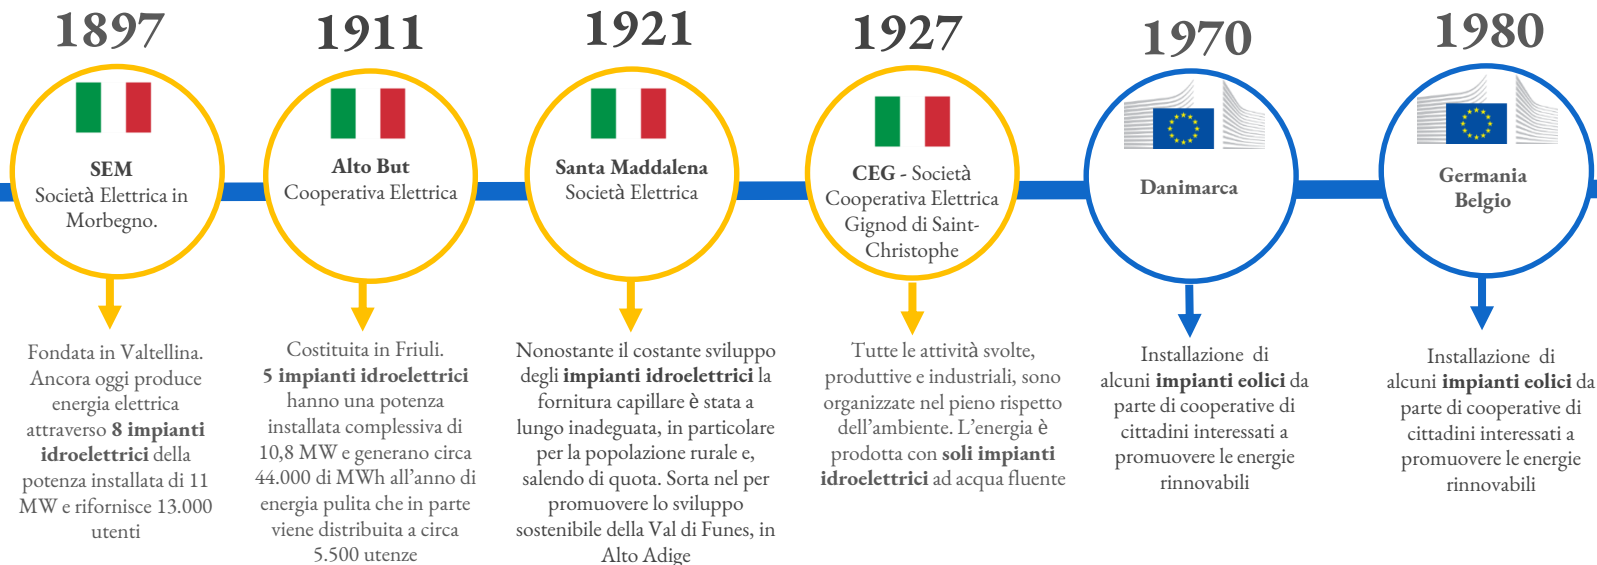 1897
SEM
Società Elettrica in
Morbegno.
Fondata in Valtellina.
Ancora oggi produce
energia elettrica
attraverso 8 impianti
idroelettrici della
potenza installata di 11
MW e rifornisce 13.000
utenti
1911
Alto But
Cooperativa Elettrica
Costituita in Friuli.
5 impianti idroelettrici
hanno una potenza
installata complessiva di
10,8 MW e generano circa
44.000 di MWh all'anno di
energia pulita che in parte
viene distribuita a circa
5.500 utenze
1921
Santa Maddalena
Società Elettrica
Nonostante il costante sviluppo
degli impianti idroelettrici la
fornitura capillare è stata a
lungo inadeguata, in particolare
per la popolazione rurale e,
salendo di quota. Sorta nel per
promuovere lo sviluppo
sostenibile della Val di Funes, in
Alto Adige
1927
CEG - Società
Cooperativa Elettrica
Gignod di Saint-
Christophe
Tutte le attività svolte,
produttive e industriali, sono
organizzate nel pieno rispetto
dell'ambiente. L'energia è
prodotta con soli impianti
idroelettrici ad acqua fluente
1970
Danimarca
Installazione di
alcuni impianti eolici da
parte di cooperative di
cittadini interessati a
promuovere le energie
rinnovabili
1980
Germania
Belgio
Installazione di
alcuni impianti eolici da
parte di cooperative di
cittadini interessati a
promuovere le energie
rinnovabili